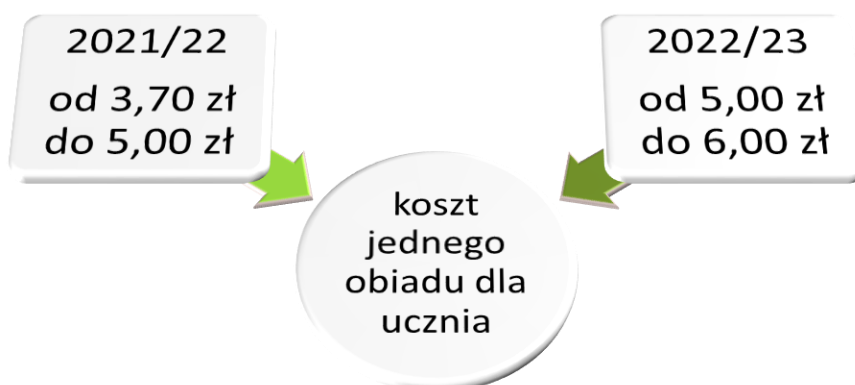 2021/22
od 3,70 zł
do 5,00 zł
2022/23
od 5,00 zł
do 6,00 zł
koszt
jednego
obiadu dla
ucznia